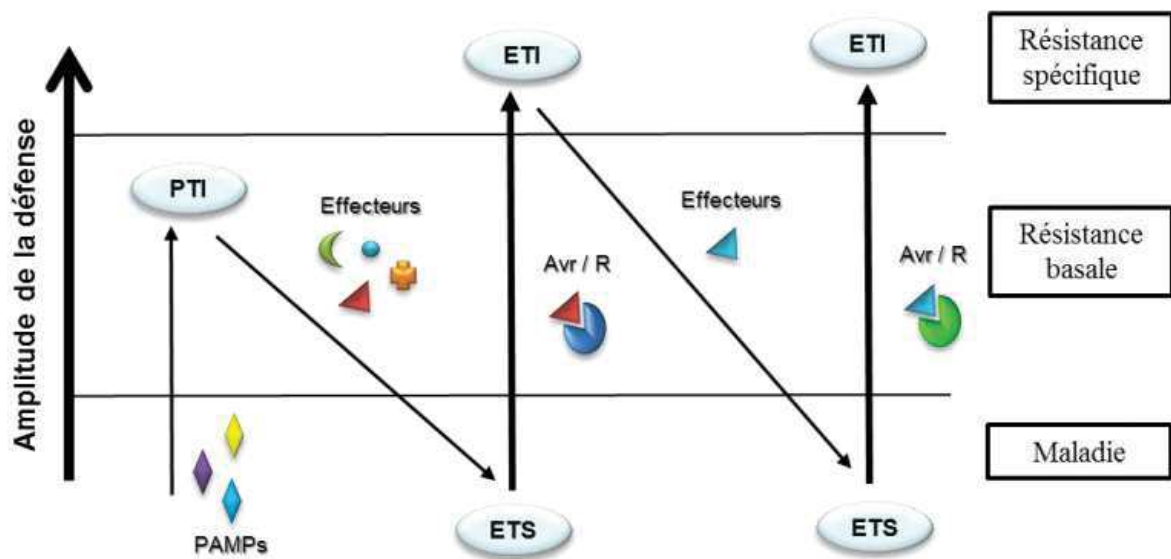 Amplitude de la défense
ETI
ETI
Résistance
spécifique
PTI
Effecteurs
Effecteurs
Avr / R
Avr / R
Résistance
basale
PAMPs
ETS
ETS
Maladie